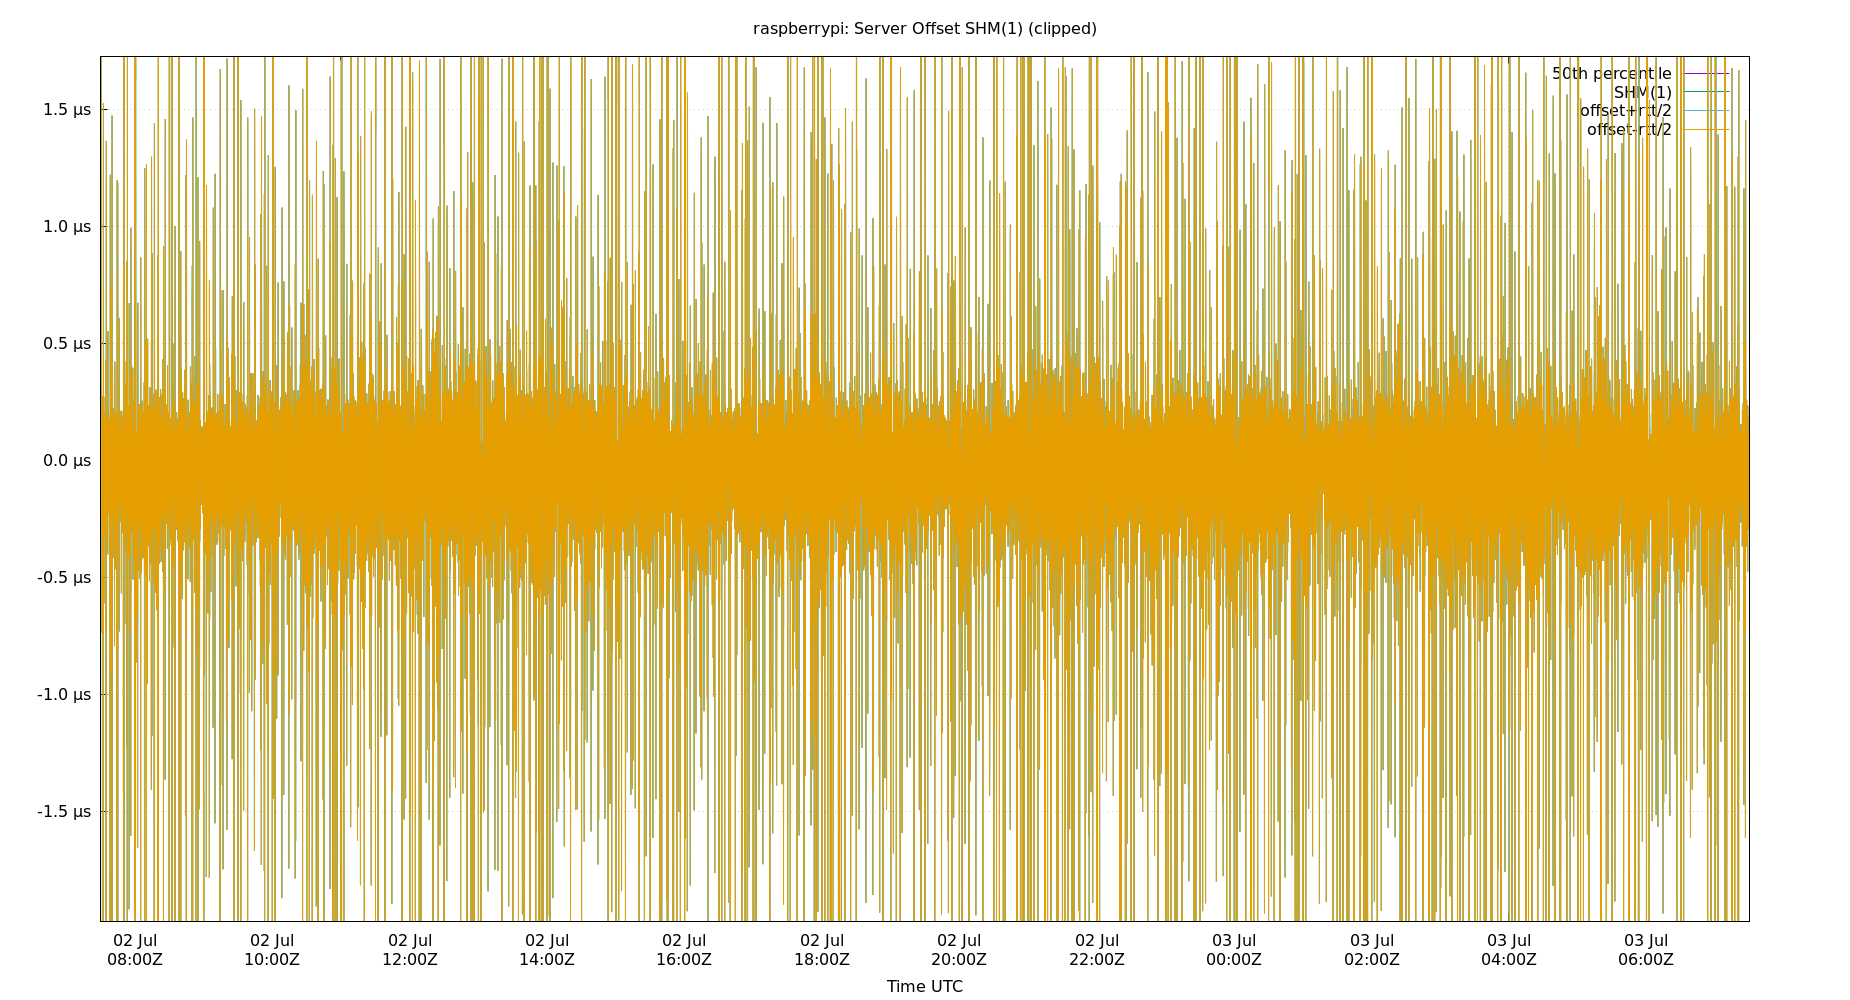 raspberrypi: Server Offset SHM(1) (clipped)
50th percentile
SHM(1)
offset+rtt/2
offset-rtt/2
1.5 µs
1.0 µs
0.5 µs
0.0 µs
-0.5 µs
-1.0 µs
-1.5 µs
02 Jul 02 Jul 02 Jul 02 Jul 02 Jul 02 Jul 02 Jul 02 Jul 03 Jul 03 Jul 03 Jul 03 Jul
08:00Z 10:00Z 12:00Z 14:00Z 16:00Z 18:00Z 20:00Z 22:00Z 00:00Z 02:00Z 04:00Z 06:00Z
Time UTC